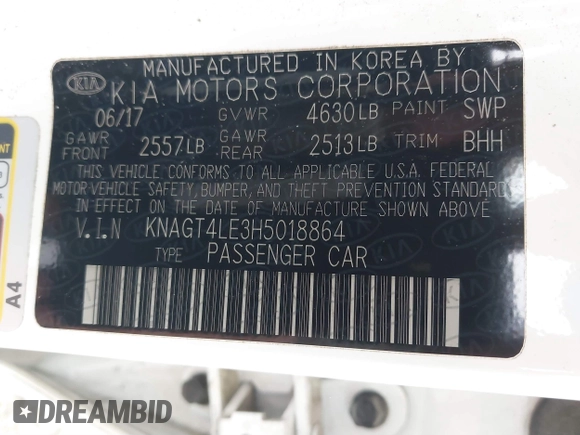 MANUFACTURED IN KOREA BY
KIA KIA MOTORS CORPORATION
06/17 GVWR 4630LB PAINT SWP
GAWR FRONT 2557LB GAWR REAR 2513LB TRIM BHH
THIS VEHICLE CONFORMS TO ALL APPLICABLE U.S.A. FEDERAL
MOTOR VEHICLE SAFETY, BUMPER, AND THEFT PREVENTION STANDARDS
IN EFFECT ON THE DATE OF MANUFACTURE SHOWN ABOVE
V.I.N KNAGT4LE3H5018864
TYPE PASSENGER CAR
A4
DREAMBID